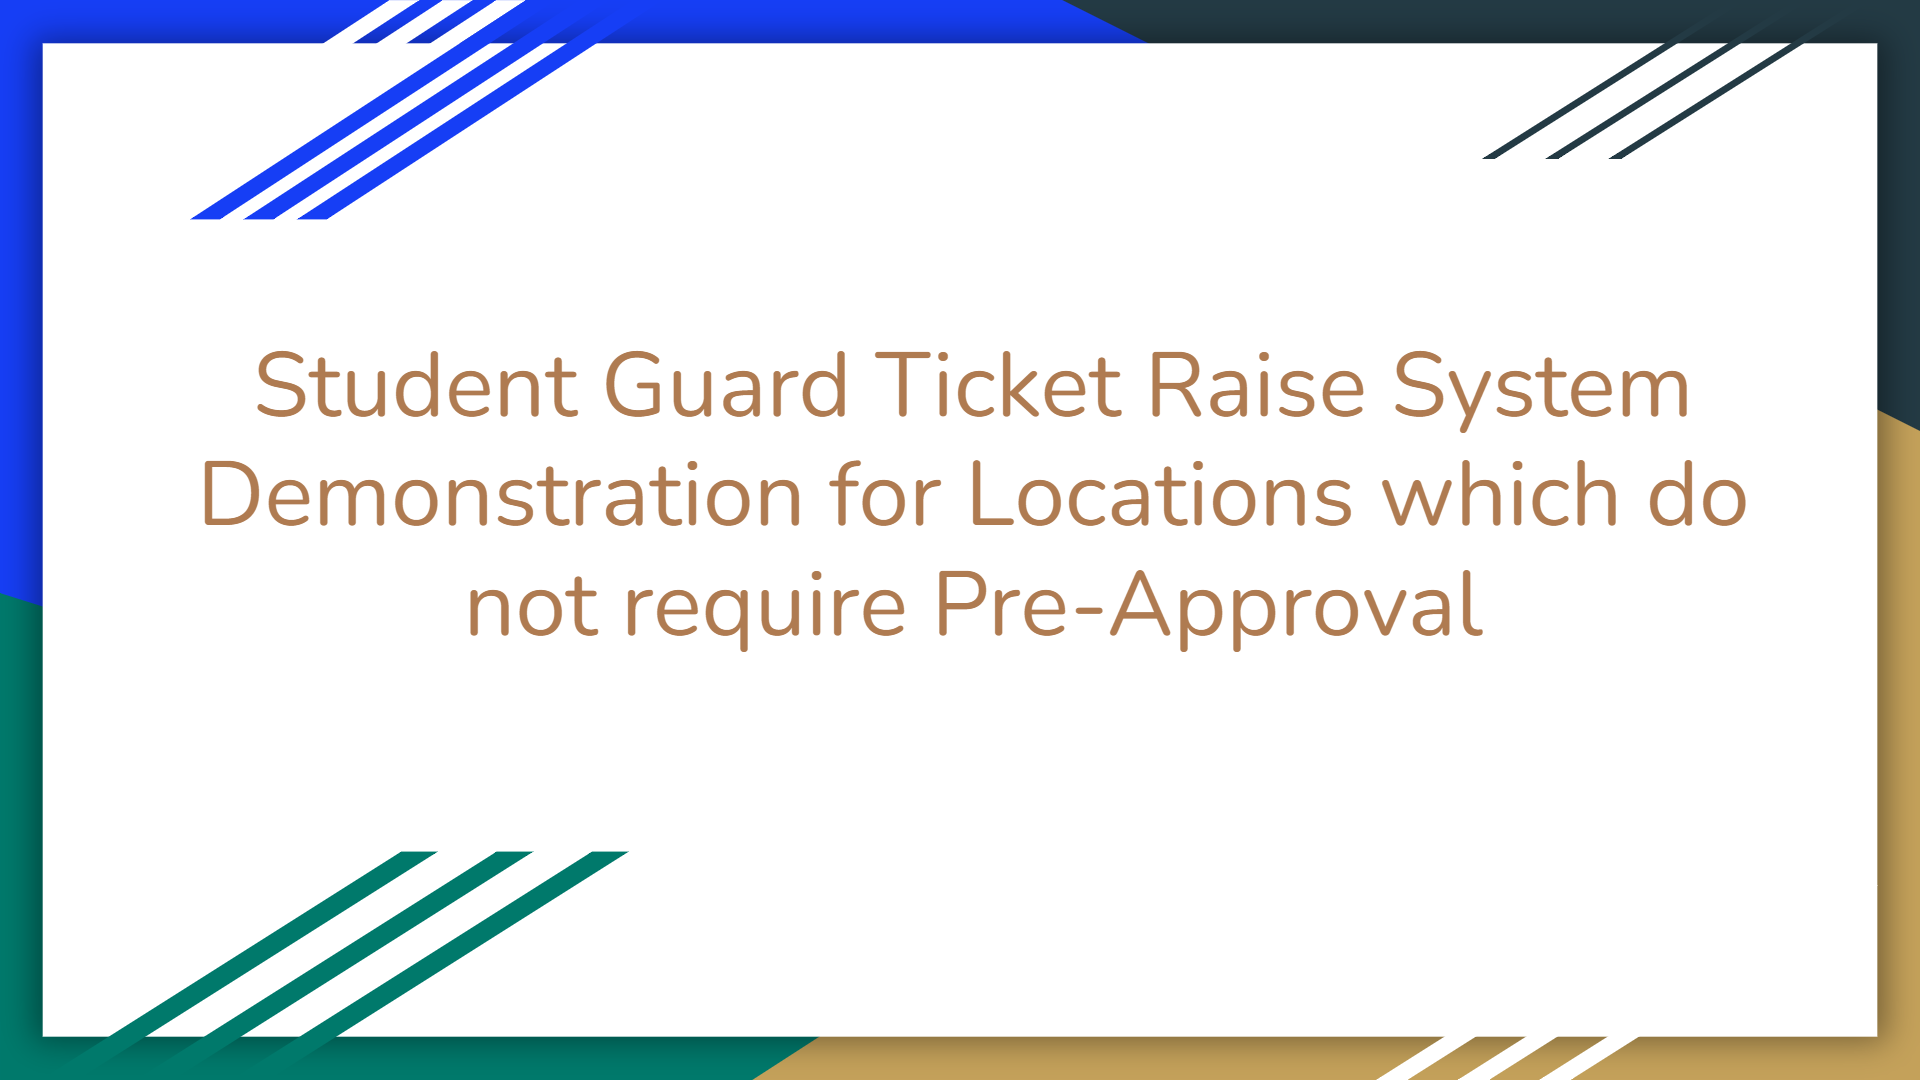 Student Guard Ticket Raise System
Demonstration for Locations which do
not require Pre-Approval